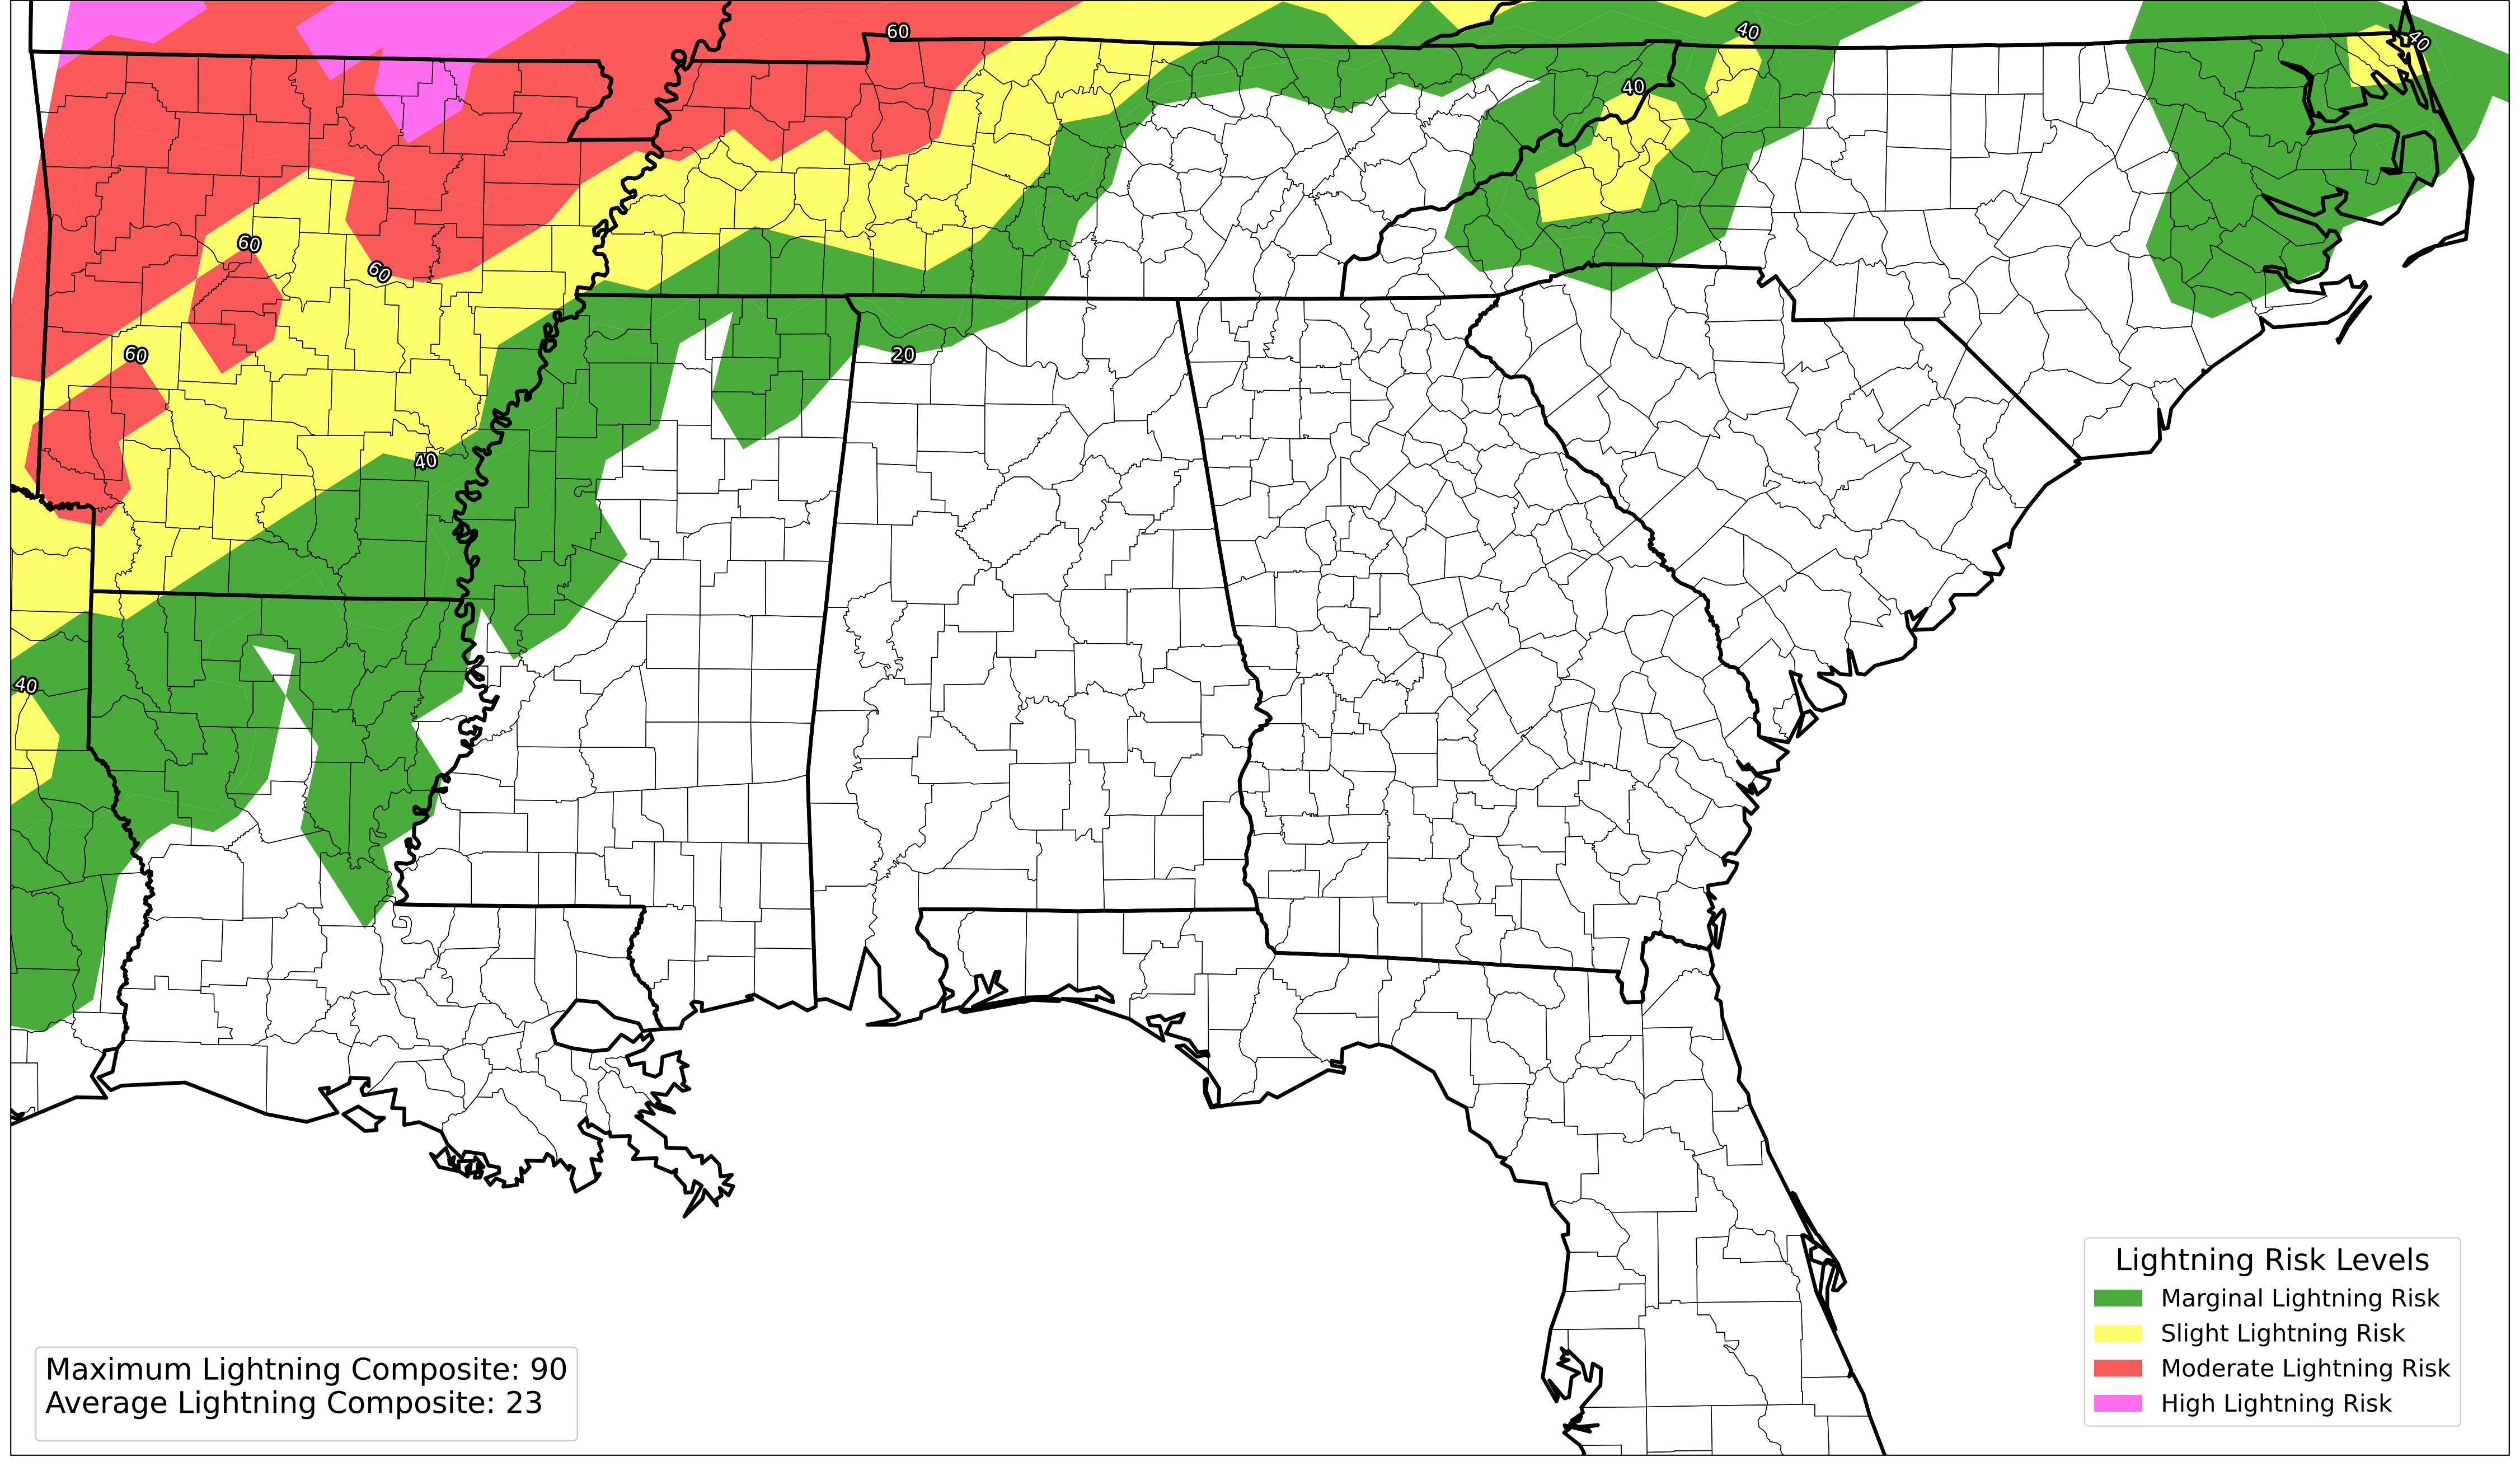 60
40
40
40
60
60
60
20
40
40
Lightning Risk Levels
Marginal Lightning Risk
Slight Lightning Risk
Moderate Lightning Risk
High Lightning Risk
Maximum Lightning Composite: 90
Average Lightning Composite: 23